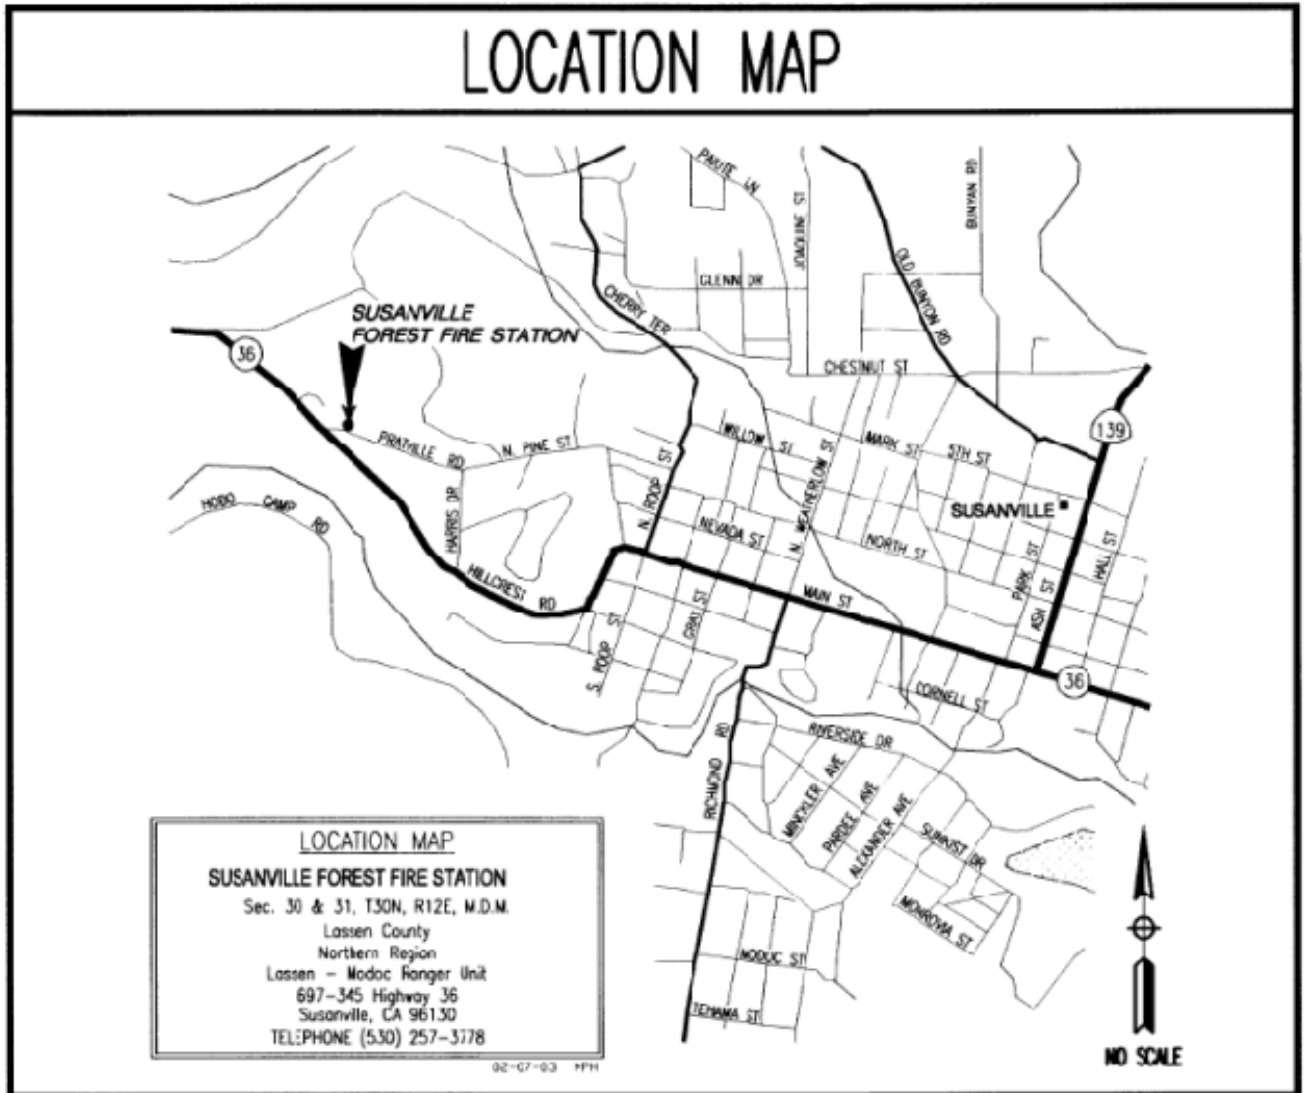 LOCATION MAP
PAIUTE LN
JOAQUINE ST
BUNYAN RD
OLD BUNYON RD
GLENN DR
CHERRY TER
SUSANVILLE
FOREST FIRE STATION
36
CHESTNUT ST
139
PRATVILLE RD
N. PINE ST
WILLOW ST
MARK ST
5TH ST
N. ROOP ST
N. WEATHERLOW ST
HOBO CAMP RD
HARRIS DR
NEVADA ST
NORTH ST
SUSANVILLE
HALL ST
PARK ST
ASH ST
HILLCREST RD
MAIN ST
S. ROOP ST
GRAY ST
36
CORNELL ST
RIVERSIDE DR
RICHMOND RD
MINCKLER AVE
PARDEE AVE
ALEXANDER AVE
SUNKIST DR
MONROVIA ST
MODOC ST
TEHAMA ST
LOCATION MAP
SUSANVILLE FOREST FIRE STATION
Sec. 30 & 31, T30N, R12E, M.D.M.
Lassen County
Northern Region
Lassen - Modoc Ranger Unit
697-345 Highway 36
Susanville, CA 96130
TELEPHONE (530) 257-3778
02-07-03
NO SCALE